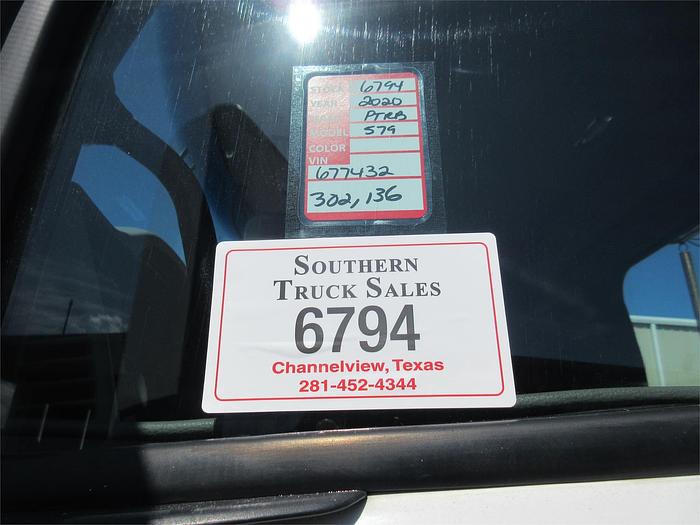 STOCK 6794
YEAR 2020
MAKE PTRB
MODEL 579
COLOR
VIN
677432
302,136
SOUTHERN
TRUCK SALES
6794
Channelview, Texas
281-452-4344